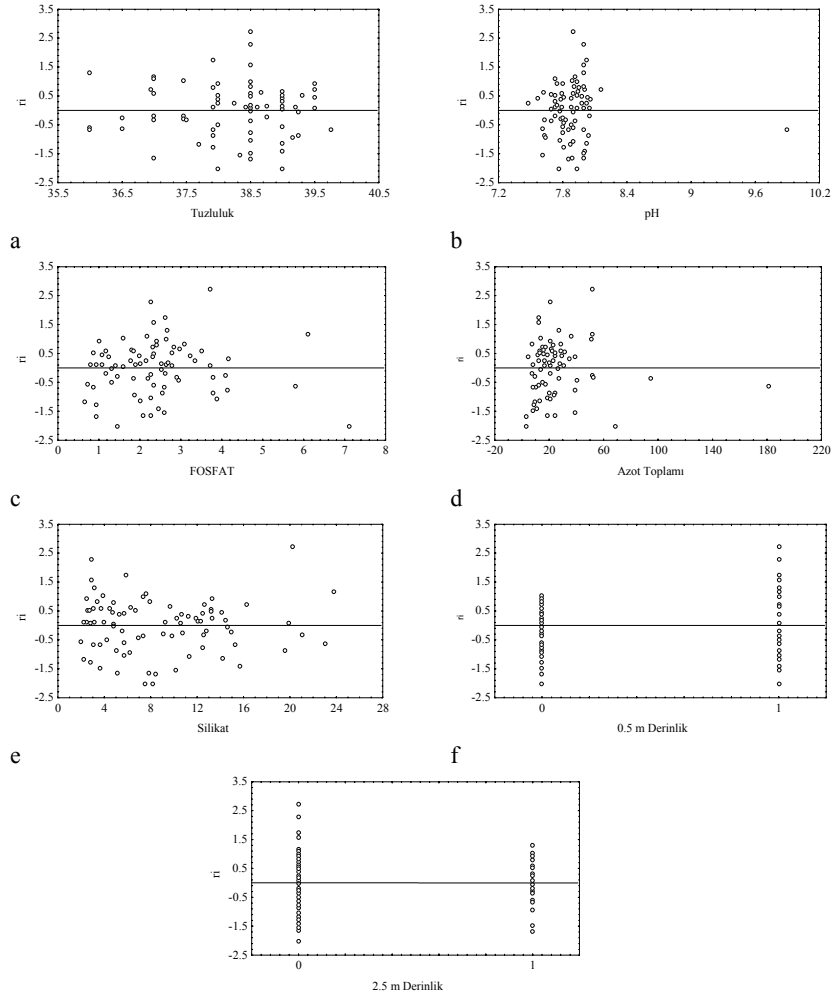 3.5
2.5
1.5
0.5
-0.5
-1.5
-2.5
ri
35.5 36.5 37.5 38.5 39.5 40.5
Tuzluluk
a
3.5
2.5
1.5
0.5
-0.5
-1.5
-2.5
ri
7.2 7.8 8.4 9 9.6 10.2
pH
b
3.5
2.5
1.5
0.5
-0.5
-1.5
-2.5
ri
0 1 2 3 4 5 6 7 8
FOSFAT
c
3.5
2.5
1.5
0.5
-0.5
-1.5
-2.5
ri
-20 20 60 100 140 180 220
Azot Toplamı
d
3.5
2.5
1.5
0.5
-0.5
-1.5
-2.5
ri
0 4 8 12 16 20 24 28
Silikat
e
3.5
2.5
1.5
0.5
-0.5
-1.5
-2.5
ri
0 1
0.5 m Derinlik
f
3.5
2.5
1.5
0.5
-0.5
-1.5
-2.5
ri
0 1
2.5 m Derinlik